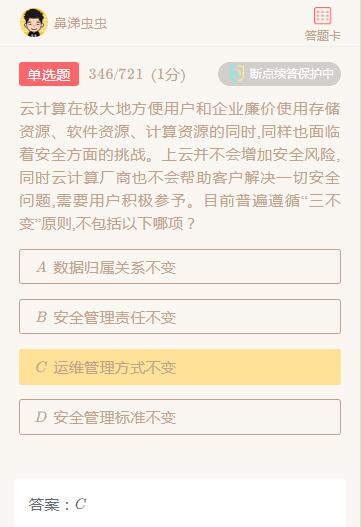 鼻涕虫虫
答题卡
单选题 346/721 (1分) 断点续答保护中
云计算在极大地方便用户和企业廉价使用存储
资源、软件资源、计算资源的同时,同样也面临
着安全方面的挑战。上云并不会增加安全风险,
同时云计算厂商也不会帮助客户解决一切安全
问题,需要用户积极参予。目前普遍遵循“三不
变”原则,不包括以下哪项？
A 数据归属关系不变
B 安全管理责任不变
C 运维管理方式不变
D 安全管理标准不变
答案：C